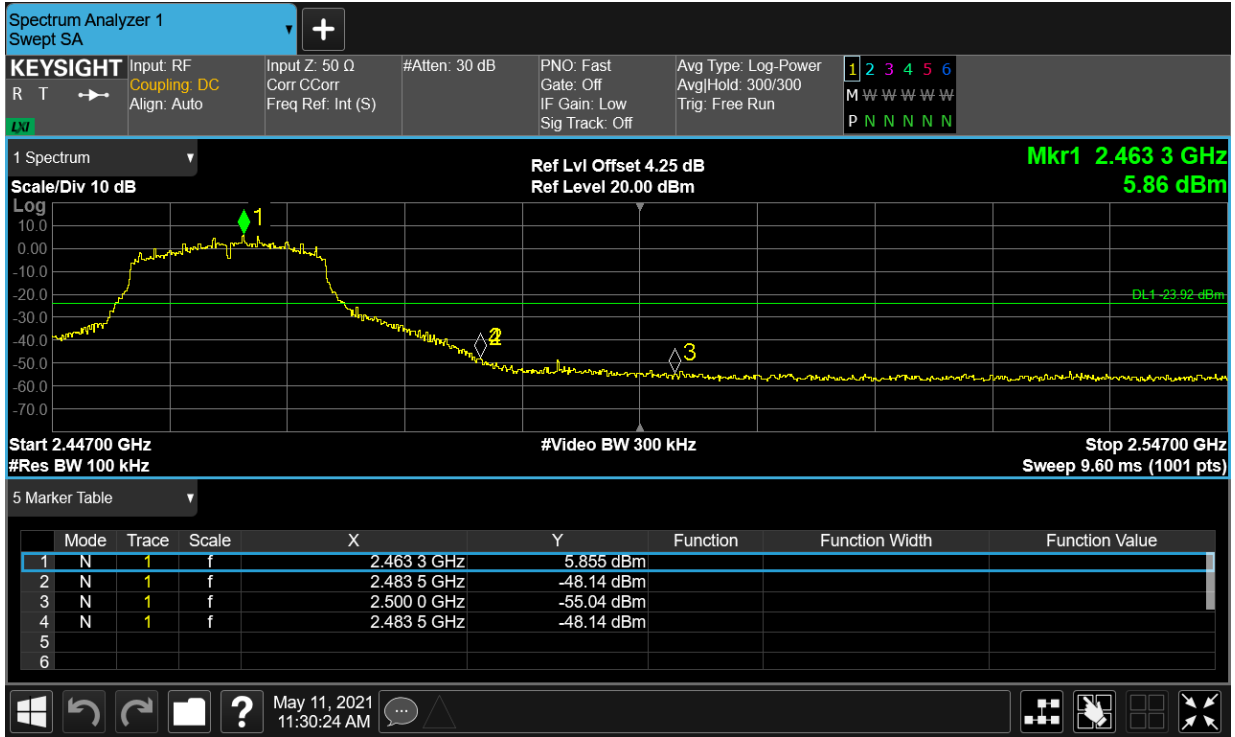 Spectrum Analyzer 1
Swept SA
KEYSIGHT
R T
LXI
Input: RF
Coupling: DC
Align: Auto
Input Z: 50 Ω
Corr CCorr
Freq Ref: Int (S)
#Atten: 30 dB
PNO: Fast
Gate: Off
IF Gain: Low
Sig Track: Off
Avg Type: Log-Power
Avg|Hold: 300/300
Trig: Free Run
1 2 3 4 5 6
M W W W W W
P N N N N N
1 Spectrum
Scale/Div 10 dB
Ref Lvl Offset 4.25 dB
Ref Level 20.00 dBm
Mkr1 2.463 3 GHz
5.86 dBm
Log
10.0
0.00
-10.0
-20.0
-30.0
-40.0
-50.0
-60.0
-70.0
1
3
DL1 -23.92 dBm
Start 2.44700 GHz
#Res BW 100 kHz
#Video BW 300 kHz
Stop 2.54700 GHz
Sweep 9.60 ms (1001 pts)
5 Marker Table
Mode Trace Scale X Y Function Function Width Function Value
1 N 1 f 2.463 3 GHz 5.855 dBm
2 N 1 f 2.483 5 GHz -48.14 dBm
3 N 1 f 2.500 0 GHz -55.04 dBm
4 N 1 f 2.483 5 GHz -48.14 dBm
5
6
?
May 11, 2021
11:30:24 AM